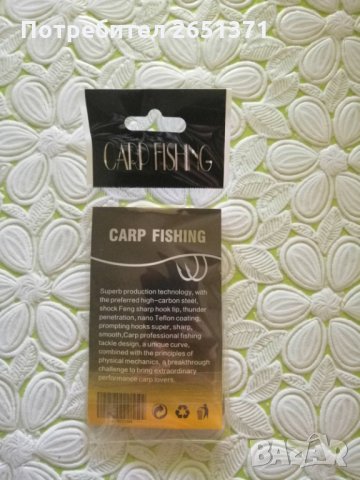 Потребител 2651371
CARP FISHING
CARP FISHING
Superb production technology, with
the preferred high-carbon steel,
shock Feng sharp hook tip, thunder
penetration, nano Teflon coating,
prompting hooks super, sharp,
smooth,Carp professional fishing
tackle design, a unique curve,
combined with the principles of
physical mechanics, a breakthrough
challenge to bring extraordinary
performance carp lovers.
BAZAR